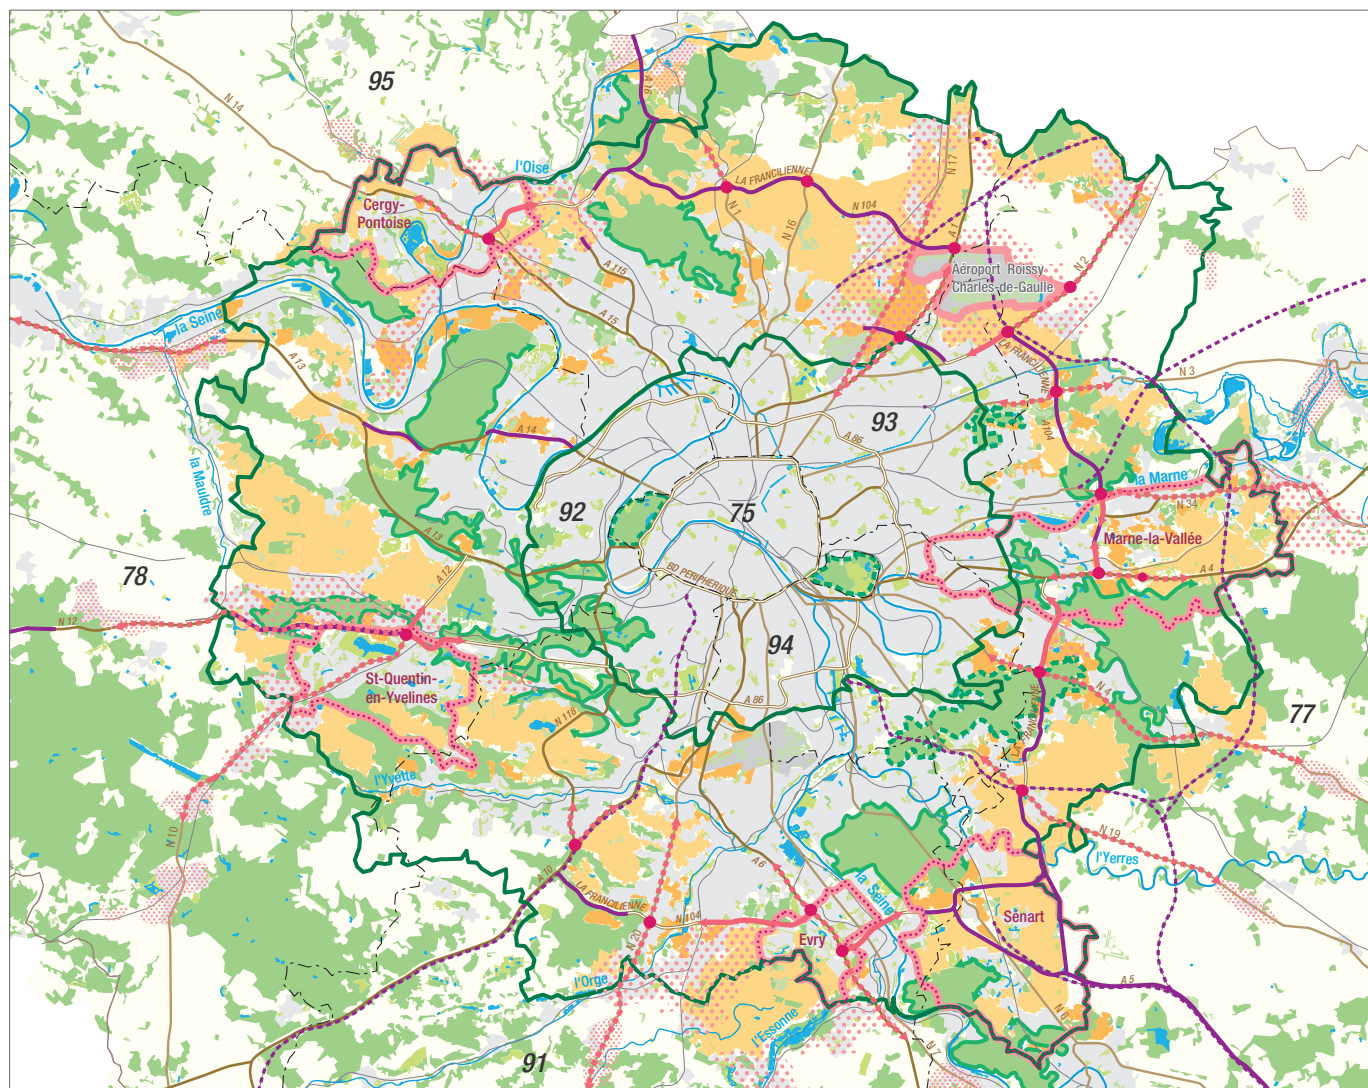 95
N 14
A 16
l'Oise
Cergy-
Pontoise
LA FRANCILIENNE
N 17
N 1
N 16
N 104
A 1
A 115
Aéroport Roissy
Charles-de-Gaulle
N 2
la Seine
A 15
A 13
LA FRANCILIENNE
N 3
A 14
93
A 86
A104
la Mauldre
la Marne
92
75
N 34
Marne-la-Vallée
A 13
A 12
A 4
78
BD PERIPHERIQUE
N 12
94
St-Quentin-
en-Yvelines
A 86
N 4
N 118
LA FRANCILIENNE
77
l'Yvette
N 10
N 19
l'Yerres
A 6
A 10
LA FRANCILIENNE
la Seine
N 104
Sénart
N 20
Evry
l'Orge
A 5
l'Essonne
N 6
91